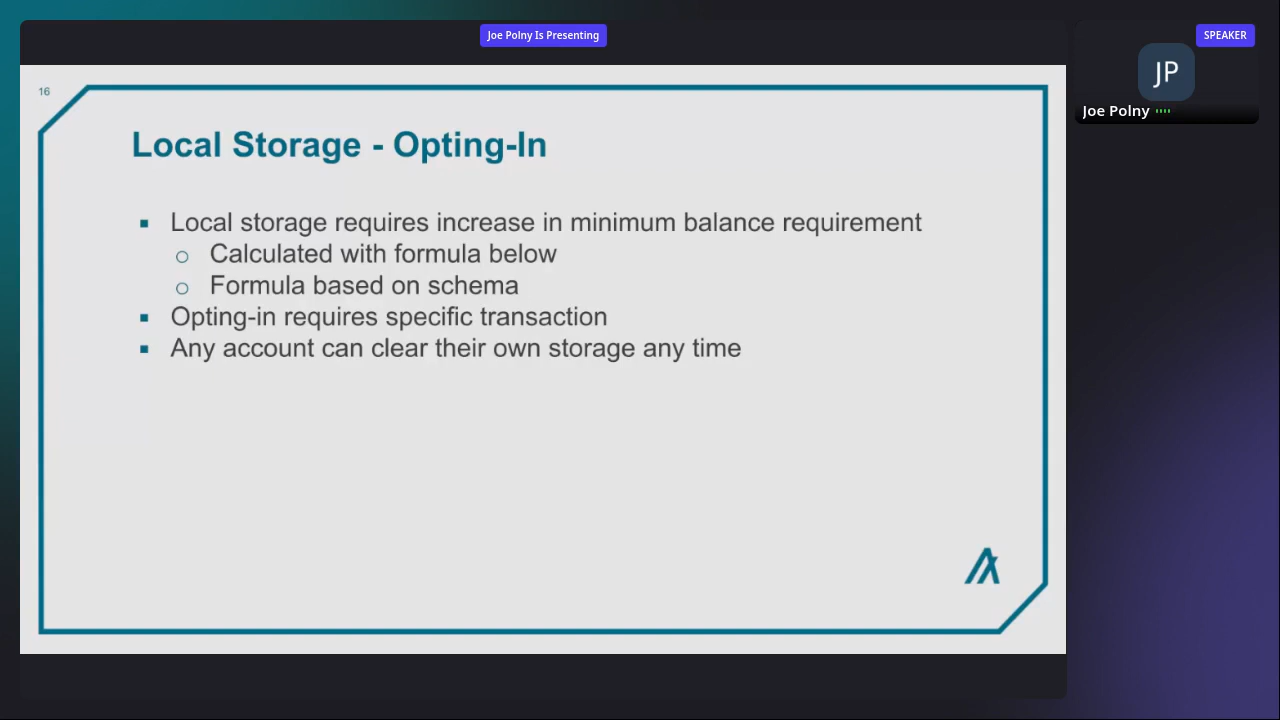 Joe Polny Is Presenting
SPEAKER
JP
Joe Polny
16
Local Storage - Opting-In
▪ Local storage requires increase in minimum balance requirement
o Calculated with formula below
o Formula based on schema
▪ Opting-in requires specific transaction
▪ Any account can clear their own storage any time